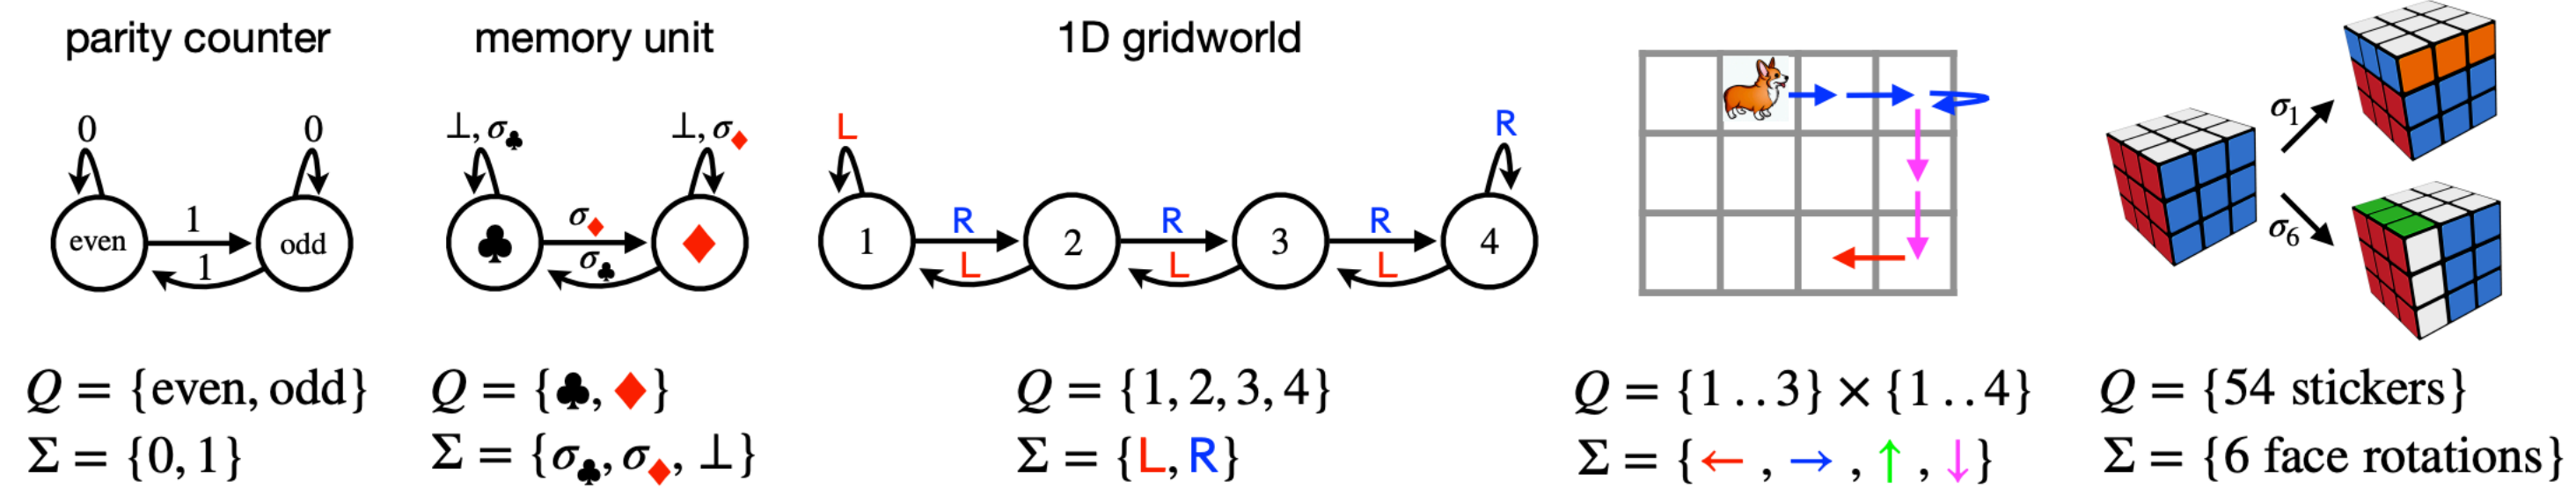 parity counter
0 0
even 1 odd
1
Q = {even, odd}
Σ = {0, 1}
memory unit
⊥, σ♣ ⊥, σ♦
♣ σ♦ ♦
σ♣
Q = {♣, ♦}
Σ = {σ♣, σ♦, ⊥}
1D gridworld
L R
1 R 2 R 3 R 4
L L L
Q = {1, 2, 3, 4}
Σ = {L, R}
Q = {1 . . 3} × {1 . . 4}
Σ = {← , → , ↑ , ↓}
σ₁
σ₆
Q = {54 stickers}
Σ = {6 face rotations}